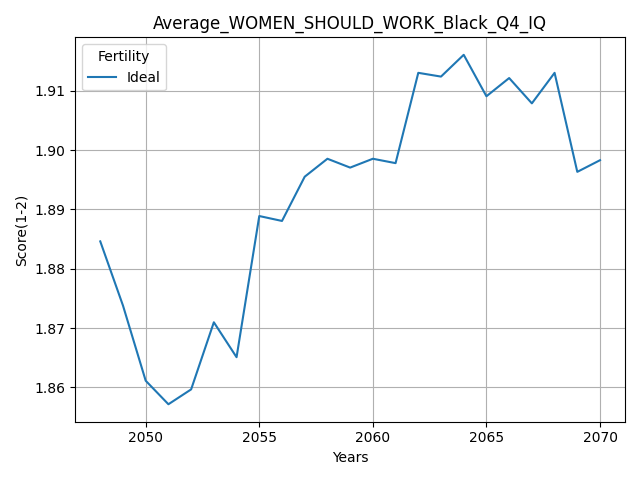 Average_WOMEN_SHOULD_WORK_Black_Q4_IQ
Fertility
Ideal
1.91
1.90
1.89
1.88
1.87
1.86
Score(1-2)
2050 2055 2060 2065 2070
Years